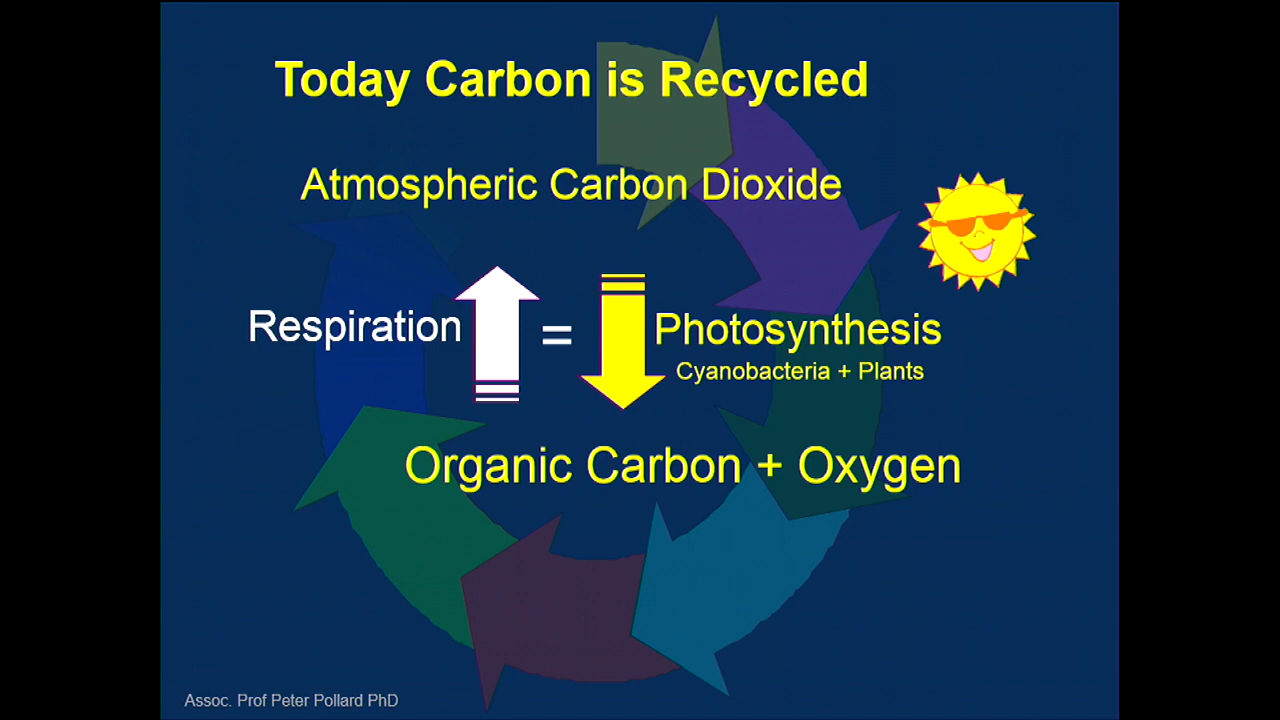 Today Carbon is Recycled
Atmospheric Carbon Dioxide
Respiration = Photosynthesis
Cyanobacteria + Plants
Organic Carbon + Oxygen
Assoc. Prof Peter Pollard PhD